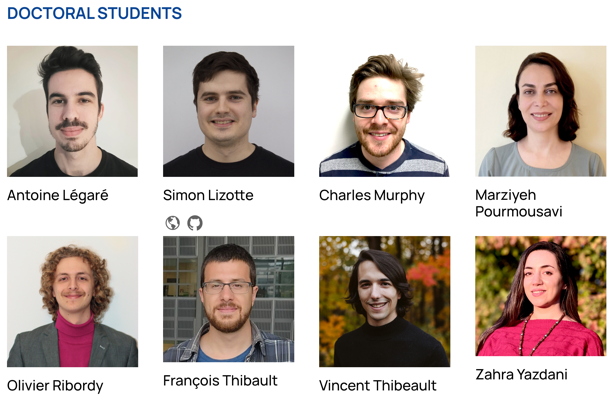 DOCTORAL STUDENTS
Antoine Légaré
Simon Lizotte
Charles Murphy
Marziyeh
Pourmousavi
Olivier Ribordy
François Thibault
Vincent Thibeault
Zahra Yazdani